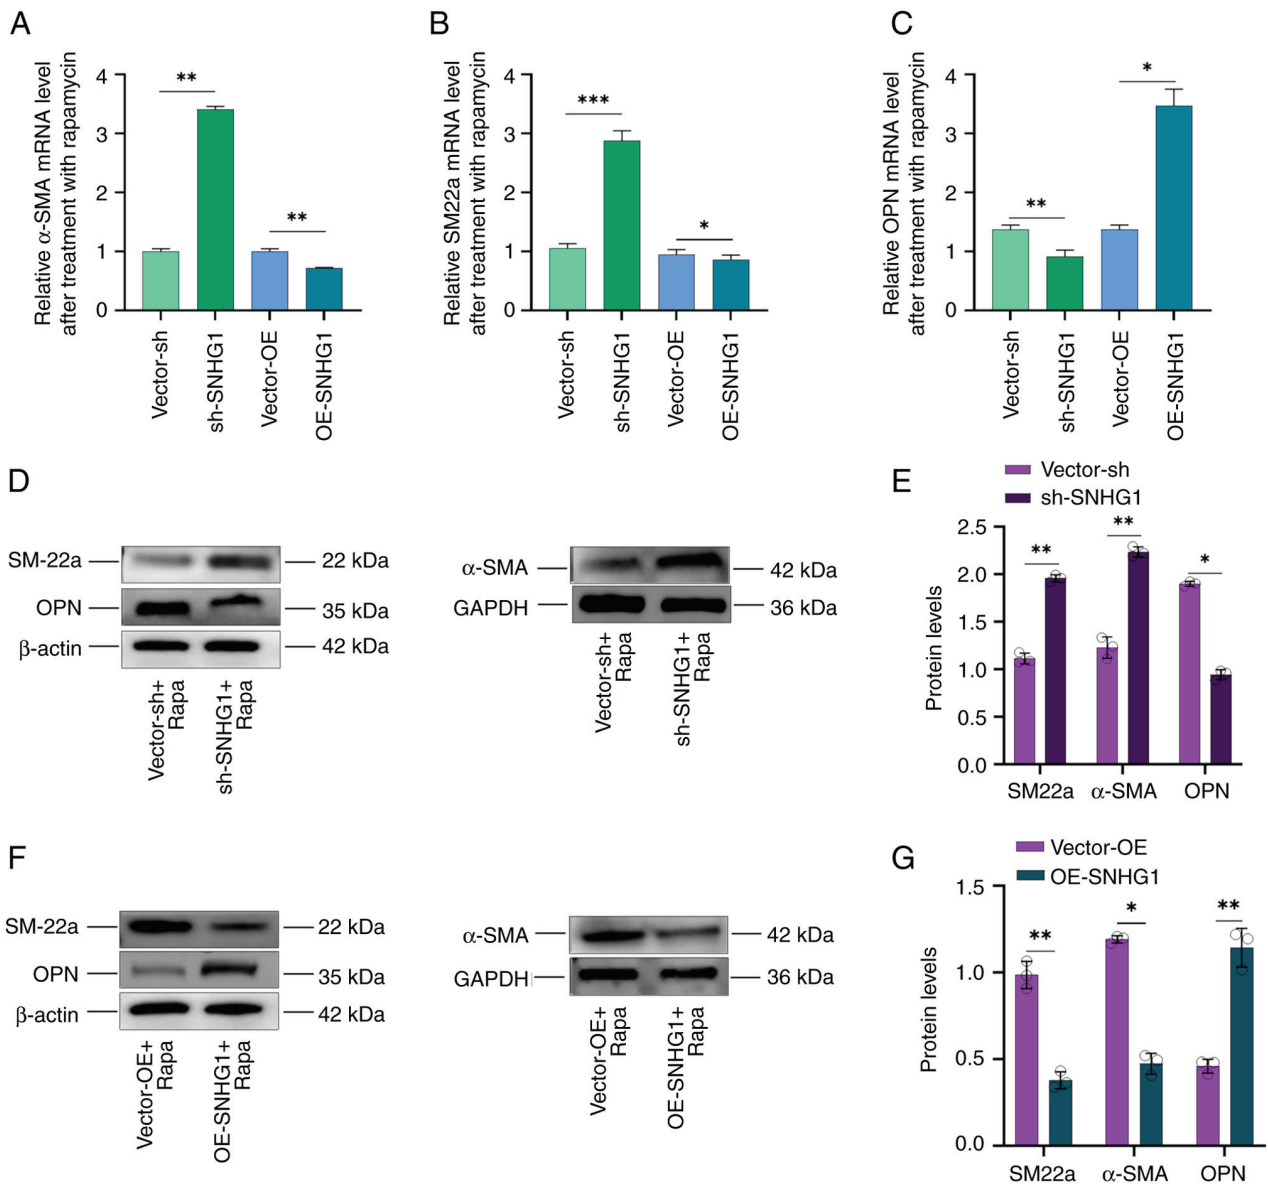 A
Relative α-SMA mRNA level
after treatment with rapamycin
4
3
2
1
0
**
**
Vector-sh
sh-SNHG1
Vector-OE
OE-SNHG1
B
Relative SM22a mRNA level
after treatment with rapamycin
4
3
2
1
0
***
*
Vector-sh
sh-SNHG1
Vector-OE
OE-SNHG1
C
Relative OPN mRNA level
after treatment with rapamycin
4
3
2
1
0
**
*
Vector-sh
sh-SNHG1
Vector-OE
OE-SNHG1
D
SM-22a
22 kDa
OPN
35 kDa
β-actin
42 kDa
Vector-sh+
Rapa
sh-SNHG1+
Rapa
α-SMA
42 kDa
GAPDH
36 kDa
Vector-sh+
Rapa
sh-SNHG1+
Rapa
E
Vector-sh
sh-SNHG1
Protein levels
2.5
2.0
1.5
1.0
0.5
0.0
**
**
*
SM22a
α-SMA
OPN
F
SM-22a
22 kDa
OPN
35 kDa
β-actin
42 kDa
Vector-OE+
Rapa
OE-SNHG1+
Rapa
α-SMA
42 kDa
GAPDH
36 kDa
Vector-OE+
Rapa
OE-SNHG1+
Rapa
G
Vector-OE
OE-SNHG1
Protein levels
1.5
1.0
0.5
0.0
**
*
**
SM22a
α-SMA
OPN